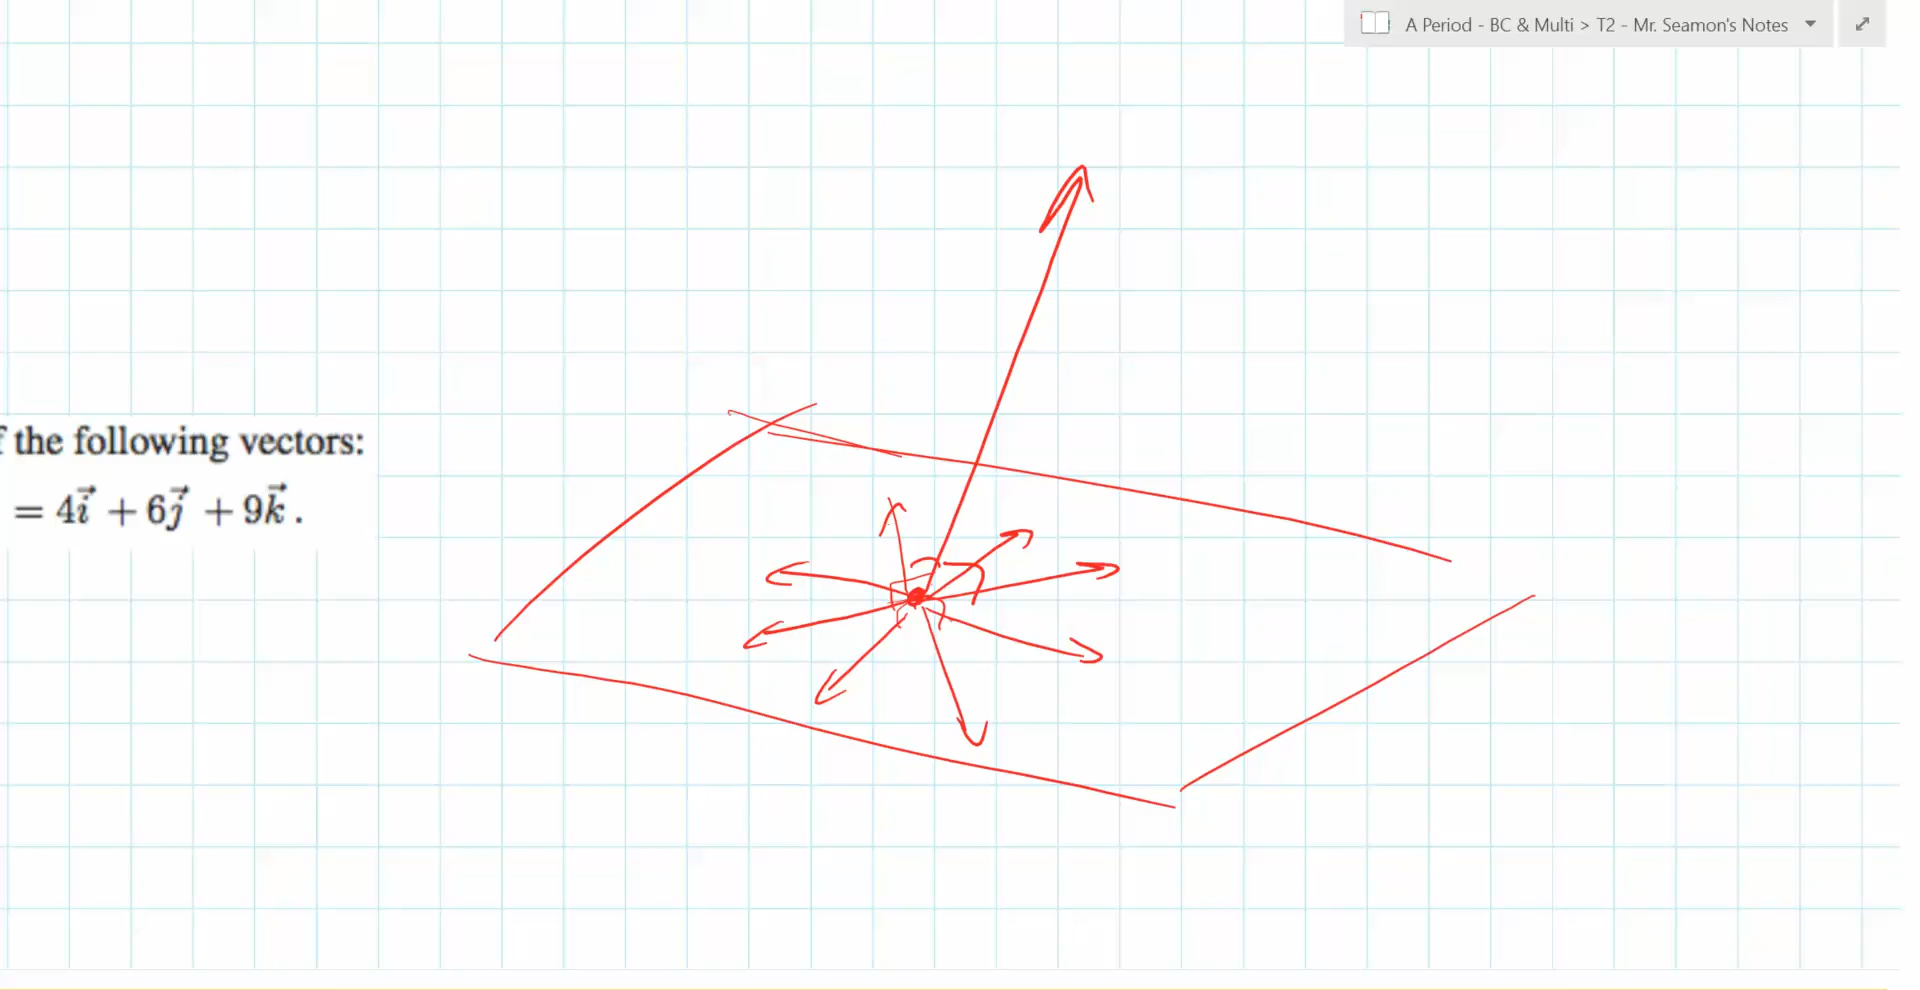 A Period - BC & Multi > T2 - Mr. Seamon's Notes
the following vectors:
= 4i⃗ + 6j⃗ + 9k⃗ .